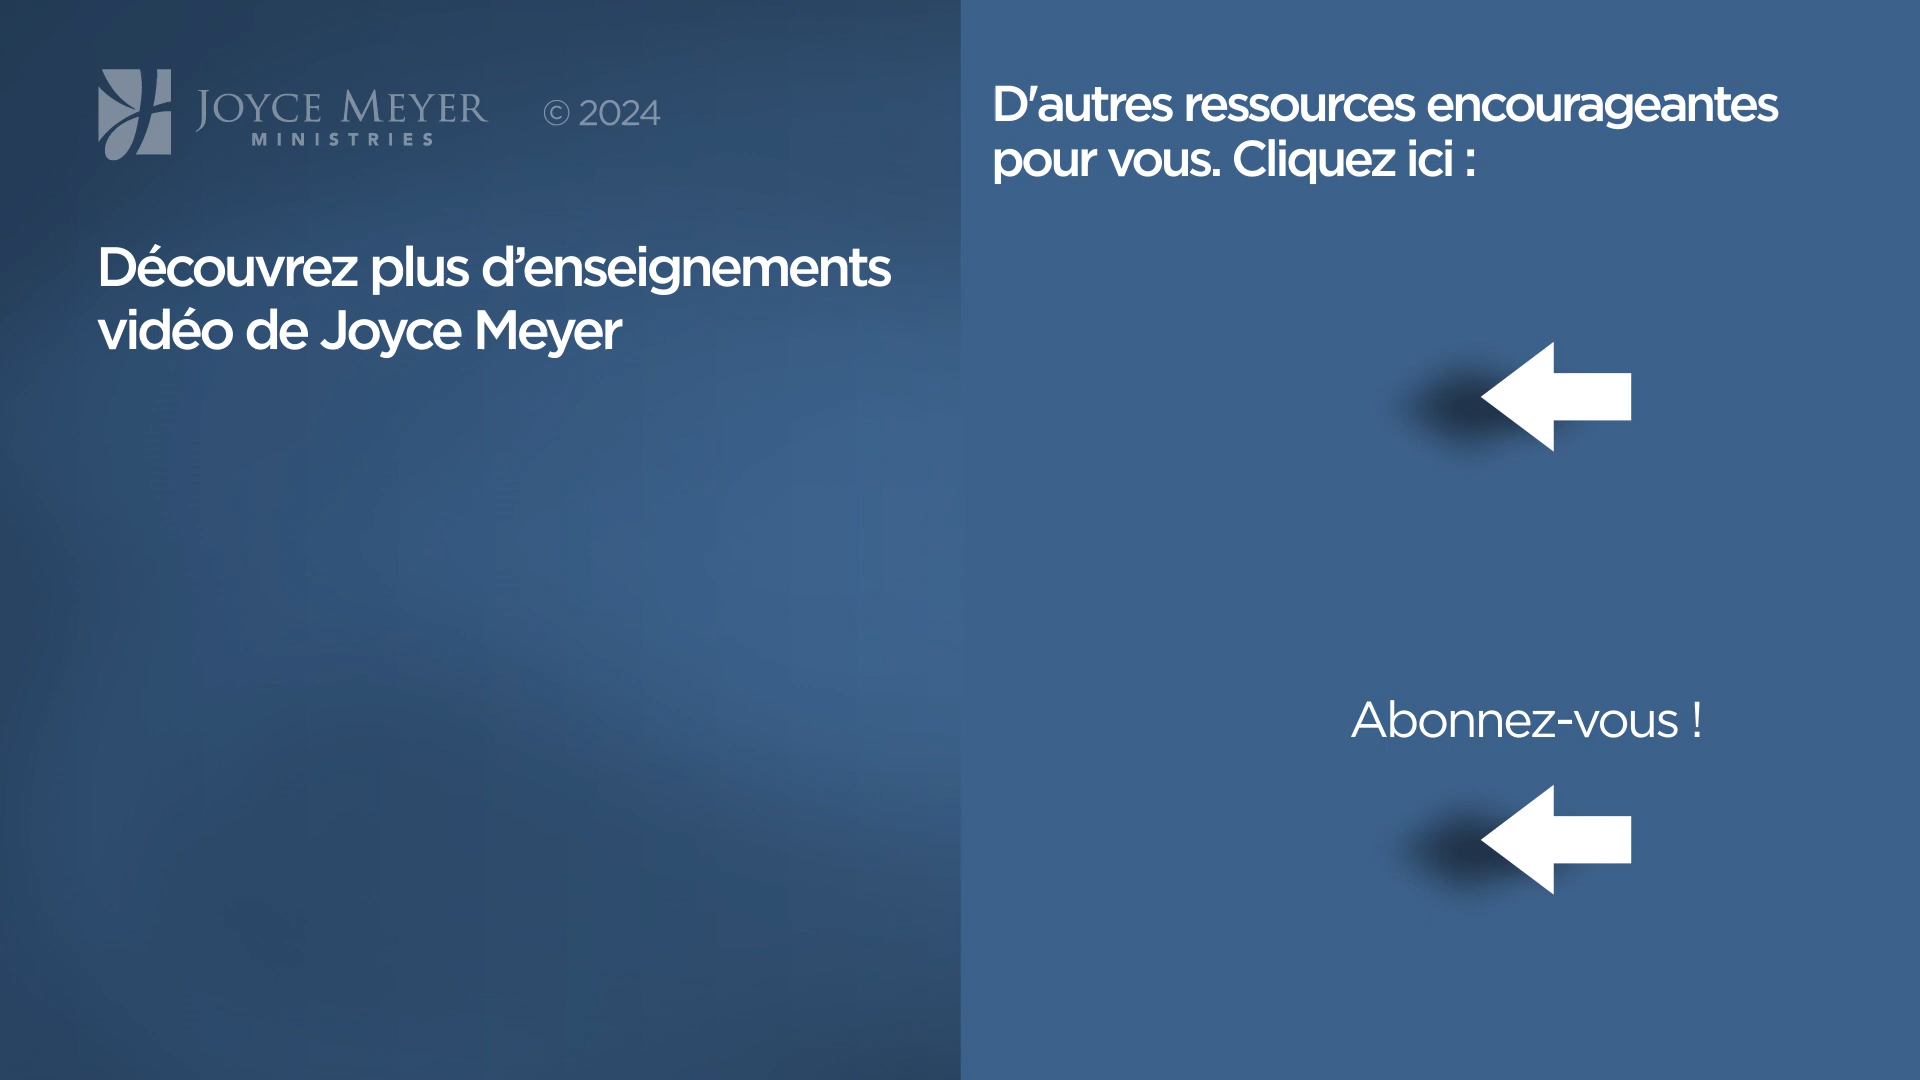 JOYCE MEYER
MINISTRIES
© 2024
Découvrez plus d’enseignements
vidéo de Joyce Meyer
D'autres ressources encourageantes
pour vous. Cliquez ici :
Abonnez-vous !